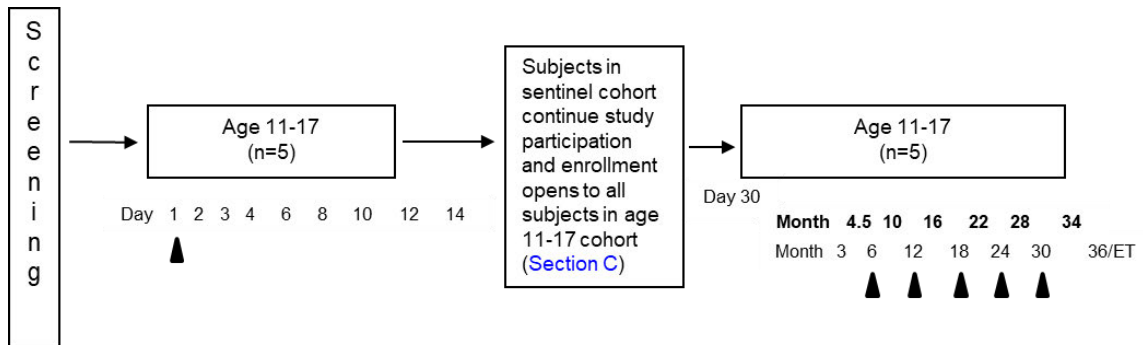 Screening
Age 11-17
(n=5)
Day 1 2 3 4 6 8 10 12 14
Subjects in
sentinel cohort
continue study
participation
and enrollment
opens to all
subjects in age
11-17 cohort
(Section C)
Age 11-17
(n=5)
Day 30
Month 4.5 10 16 22 28 34
Month 3 6 12 18 24 30 36/ET